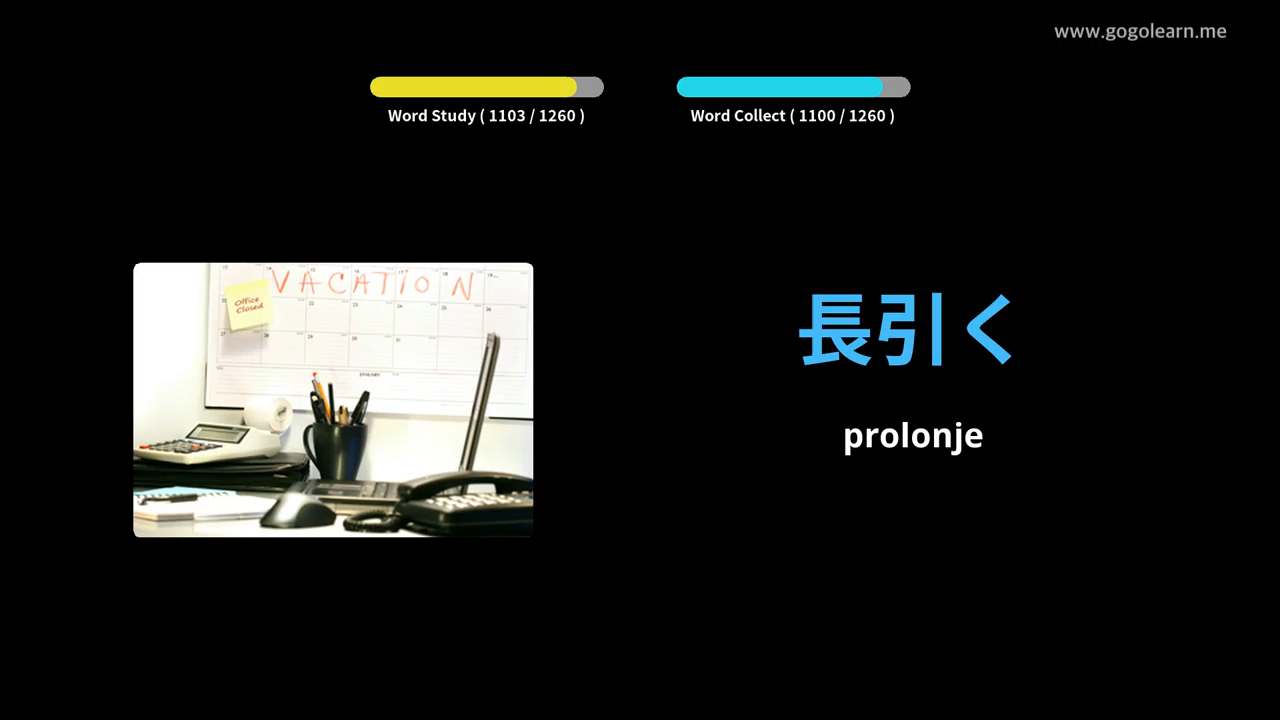 www.gogolearn.me
Word Study ( 1103 / 1260 )
Word Collect ( 1100 / 1260 )
VACATION
Office
Closed
長引く
prolonje